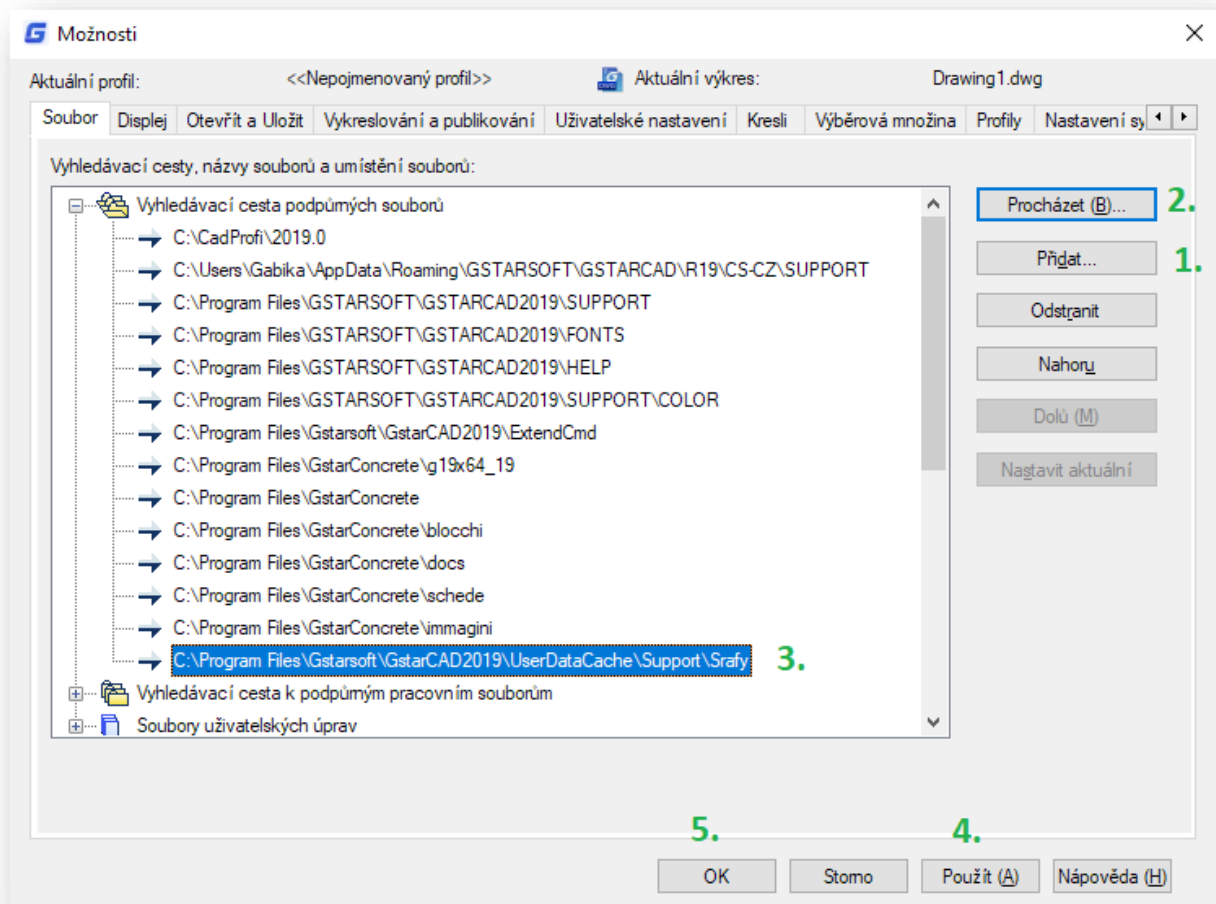 Možnosti
Aktuální profil: <<Nepojmenovaný profil>> Aktuální výkres: Drawing1.dwg
Soubor Displej Otevřít a Uložit Vykreslování a publikování Uživatelské nastavení Kresli Výběrová množina Profily Nastavení sy
Vyhledávací cesty, názvy souborů a umístění souborů:
Vyhledávací cesta podpůrných souborů
Procházet (B)... 2.
C:\CadProfi\2019.0
Přidat... 1.
C:\Users\Gabika\AppData\Roaming\GSTARSOFT\GSTARCAD\R19\CS-CZ\SUPPORT
C:\Program Files\GSTARSOFT\GSTARCAD2019\SUPPORT
Odstranit
C:\Program Files\GSTARSOFT\GSTARCAD2019\FONTS
C:\Program Files\GSTARSOFT\GSTARCAD2019\HELP
Nahoru
C:\Program Files\GSTARSOFT\GSTARCAD2019\SUPPORT\COLOR
Dolů (M)
C:\Program Files\Gstarsoft\GstarCAD2019\ExtendCmd
C:\Program Files\GstarConcrete\g19x64_19
Nastavit aktuální
C:\Program Files\GstarConcrete
C:\Program Files\GstarConcrete\blocchi
C:\Program Files\GstarConcrete\docs
C:\Program Files\GstarConcrete\schede
C:\Program Files\GstarConcrete\immagini
C:\Program Files\Gstarsoft\GstarCAD2019\UserDataCache\Support\Srafy 3.
Vyhledávací cesta k podpůrným pracovním souborům
Soubory uživatelských úprav
5. 4.
OK Storno Použít (A) Nápověda (H)